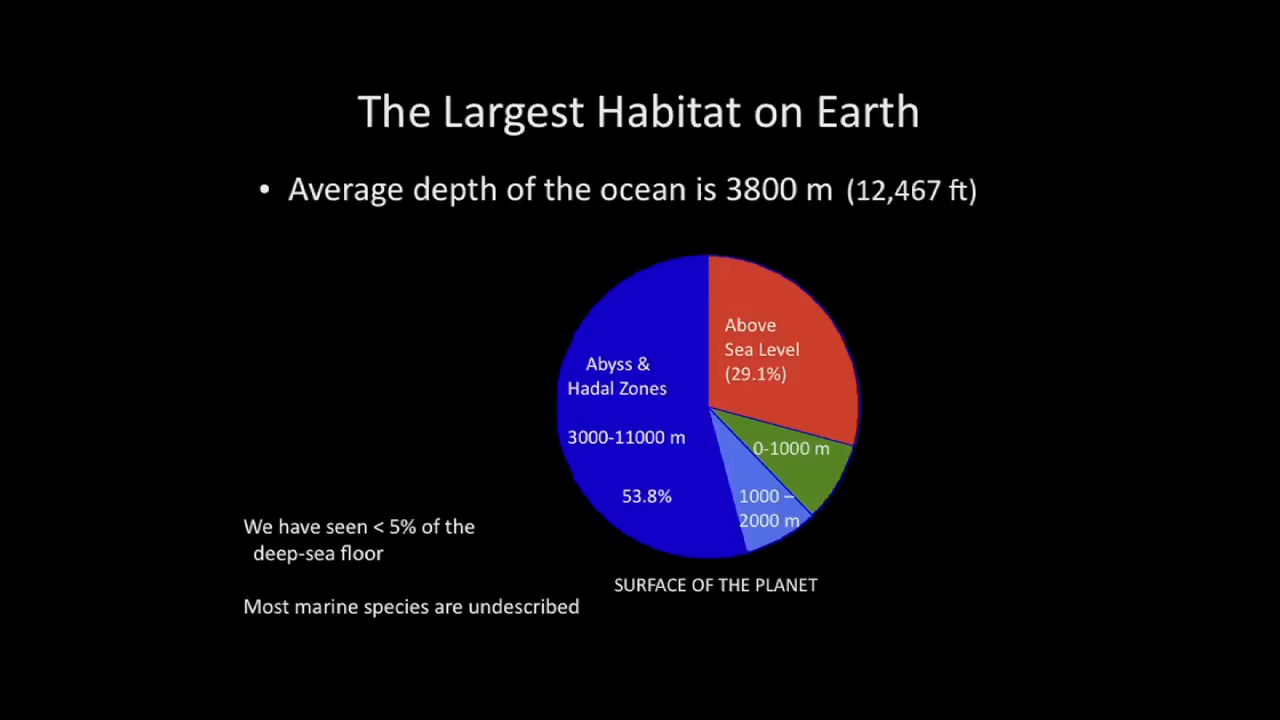 The Largest Habitat on Earth
• Average depth of the ocean is 3800 m (12,467 ft)
Above
Sea Level
(29.1%)
Abyss &
Hadal Zones
3000-11000 m
53.8%
0-1000 m
1000 –
2000 m
SURFACE OF THE PLANET
We have seen < 5% of the
deep-sea floor
Most marine species are undescribed